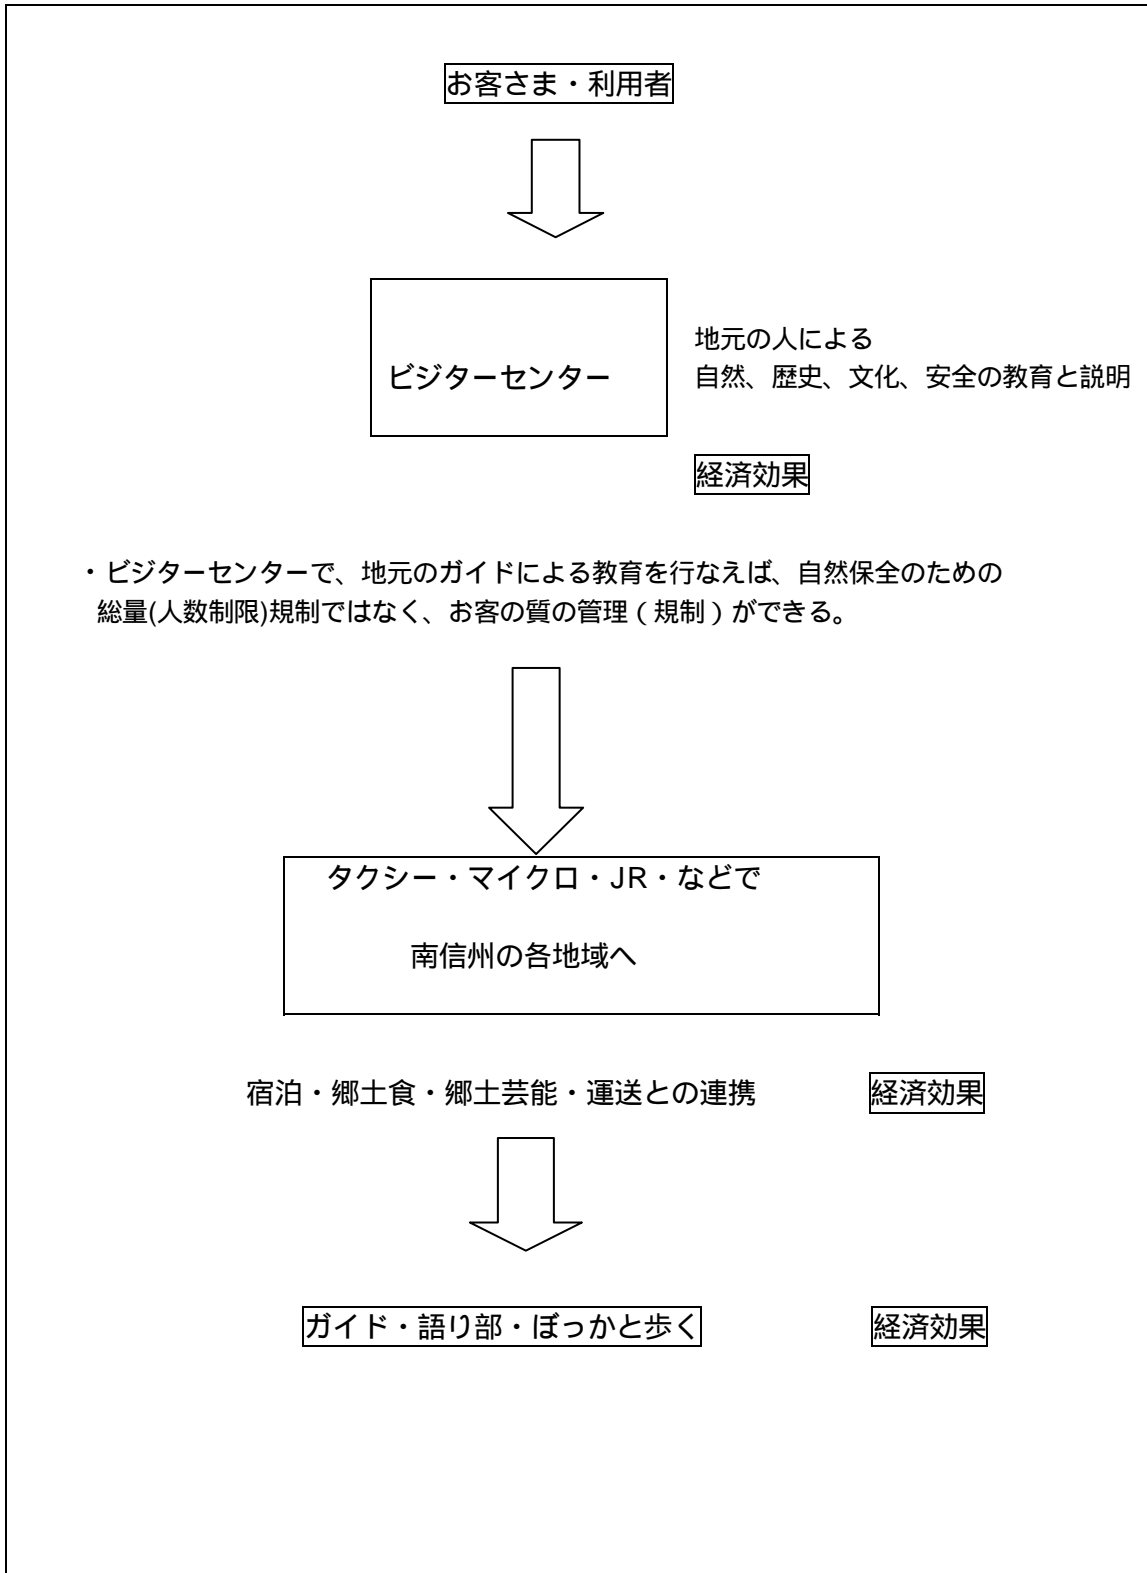 お客さま・利用者
ビジターセンター
地元の人による
自然、歴史、文化、安全の教育と説明
経済効果
・ビジターセンターで、地元のガイドによる教育を行なえば、自然保全のための
総量(人数制限)規制ではなく、お客の質の管理（規制）ができる。
タクシー・マイクロ・JR・などで
南信州の各地域へ
宿泊・郷土食・郷土芸能・運送との連携
経済効果
ガイド・語り部・ぼっかと歩く
経済効果